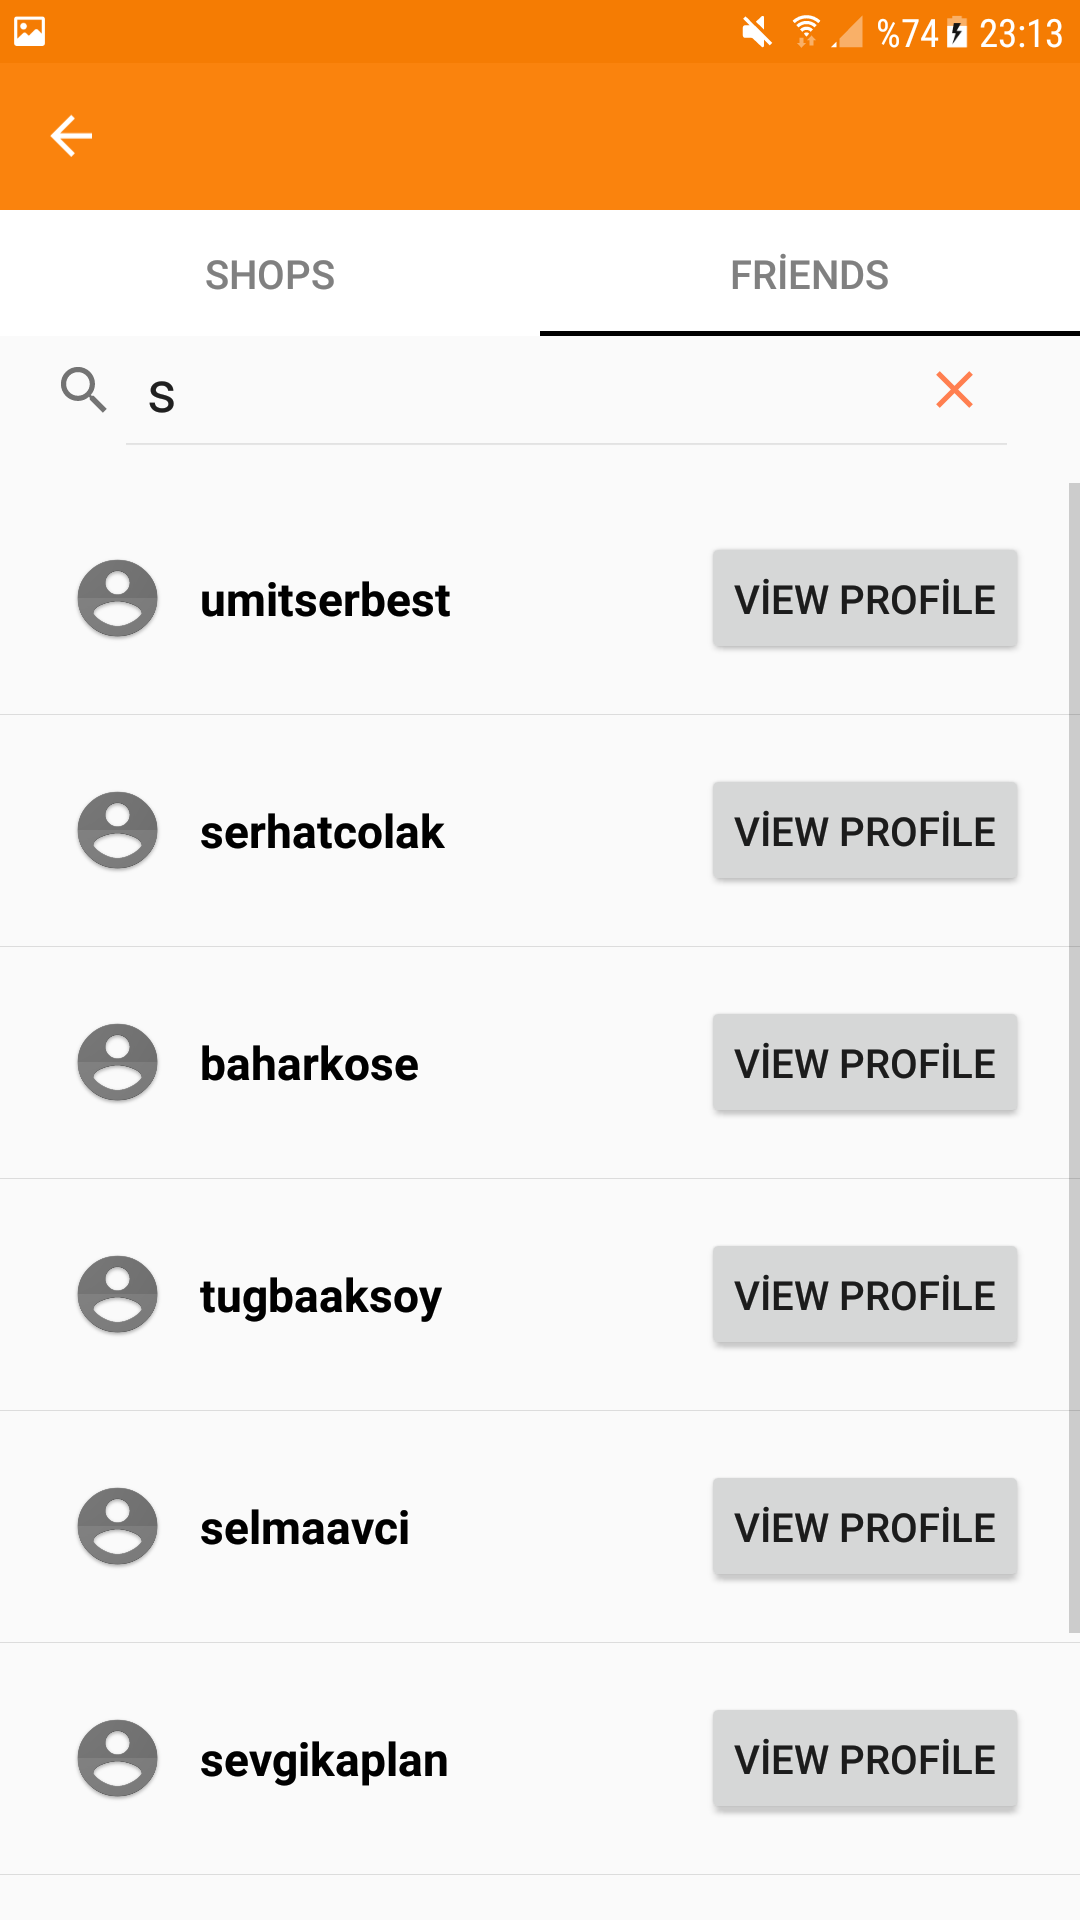 %74 23:13
SHOPS FRİENDS
s
umitserbest VİEW PROFİLE
serhatcolak VİEW PROFİLE
baharkose VİEW PROFİLE
tugbaaksoy VİEW PROFİLE
selmaavci VİEW PROFİLE
sevgikaplan VİEW PROFİLE